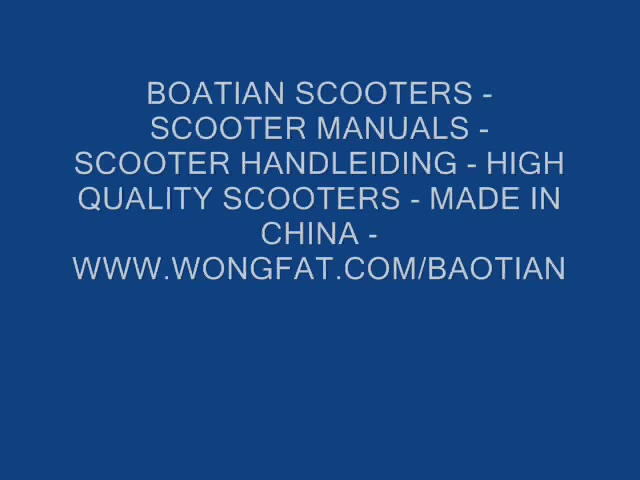 BOATIAN SCOOTERS -
SCOOTER MANUALS -
SCOOTER HANDLEIDING - HIGH
QUALITY SCOOTERS - MADE IN
CHINA -
WWW.WONGFAT.COM/BAOTIAN